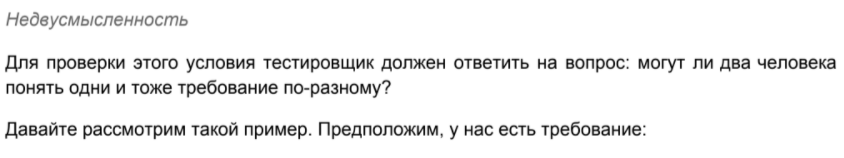 Недвусмысленность
Для проверки этого условия тестировщик должен ответить на вопрос: могут ли два человека
понять одни и тоже требование по-разному?
Давайте рассмотрим такой пример. Предположим, у нас есть требование: